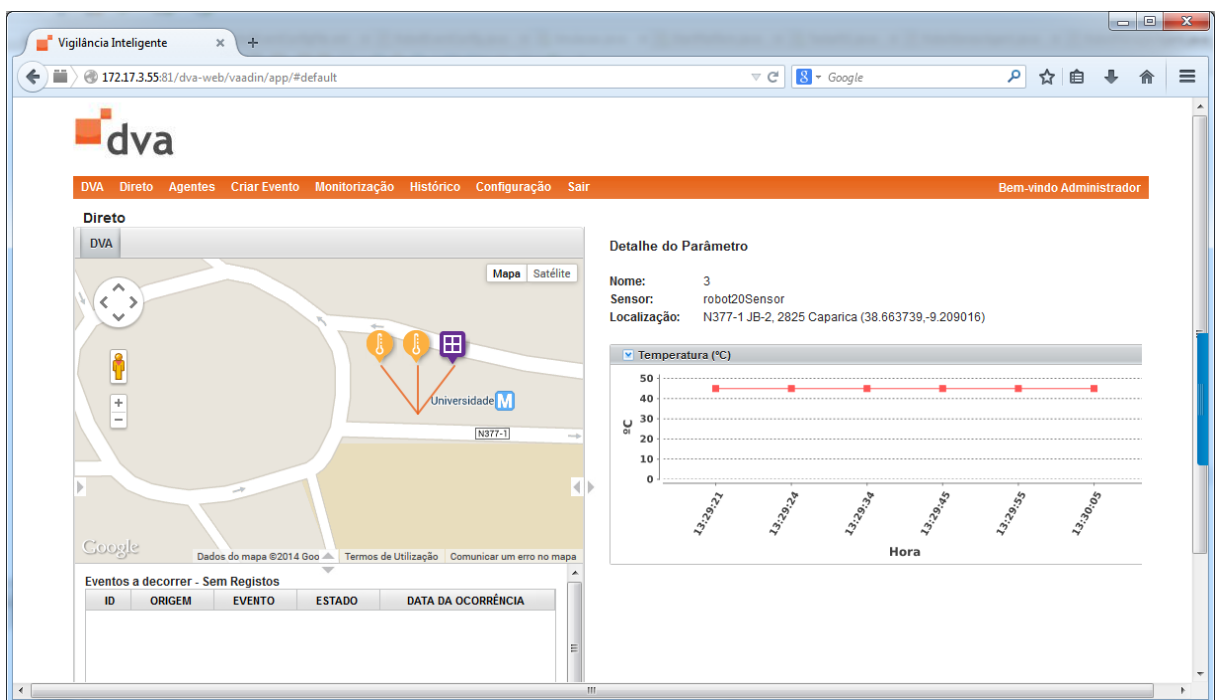 Vigilância Inteligente
172.17.3.55:81/dva-web/vaadin/app/#default
8 Google
dva
DVA Direto Agentes Criar Evento Monitorização Histórico Configuração Sair Bem-vindo Administrador
Direto
DVA
Mapa Satélite
Universidade M
N377-1
Google
Dados do mapa ©2014 Goo Termos de Utilização Comunicar um erro no mapa
Eventos a decorrer - Sem Registos
ID ORIGEM EVENTO ESTADO DATA DA OCORRÊNCIA
Detalhe do Parâmetro
Nome: 3
Sensor: robot20Sensor
Localização: N377-1 JB-2, 2825 Caparica (38.663739,-9.209016)
Temperatura (ºC)
ºC
50
40
30
20
10
0
13:29:21 13:29:24 13:29:34 13:29:45 13:29:55 13:30:05
Hora